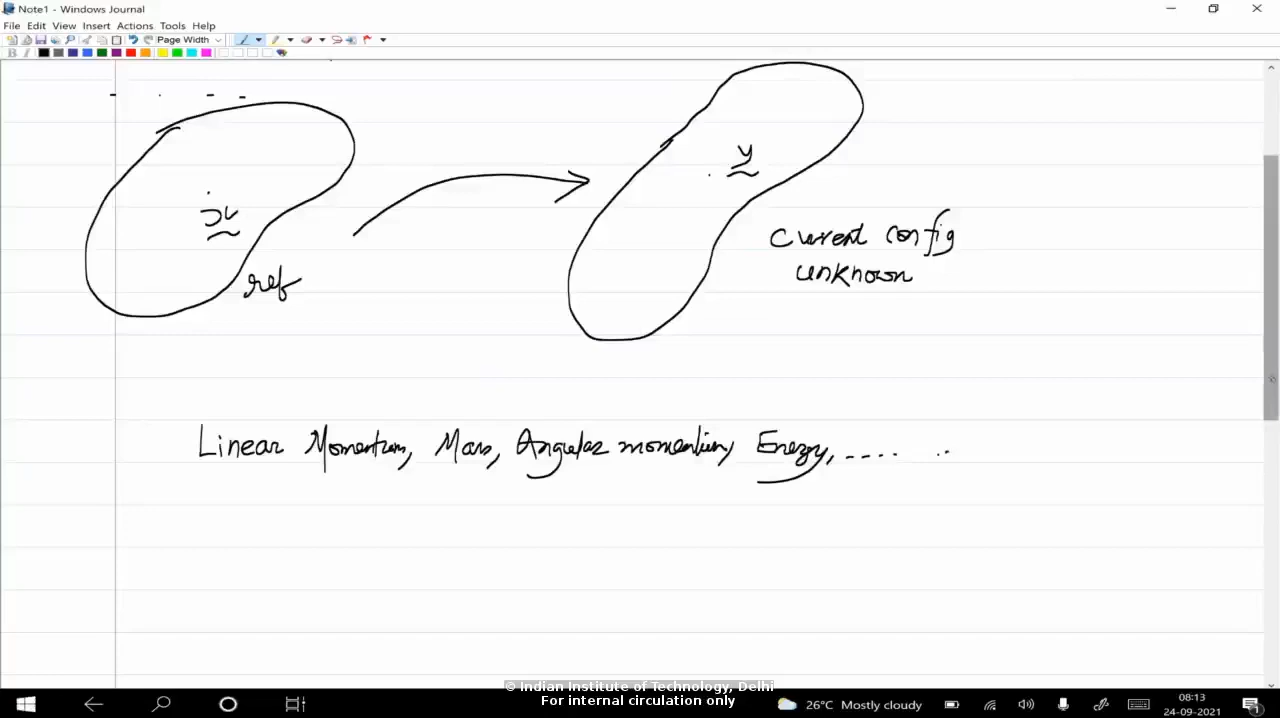 Note1 - Windows Journal
File Edit View Insert Actions Tools Help
Page Width
B I
x
y
ref
Current config
unknown
Linear Momentum, Mass, Angular momentum, Energy, .... ..
© Indian Institute of Technology, Delhi
For internal circulation only
26°C Mostly cloudy
08:13
24-09-2021
1